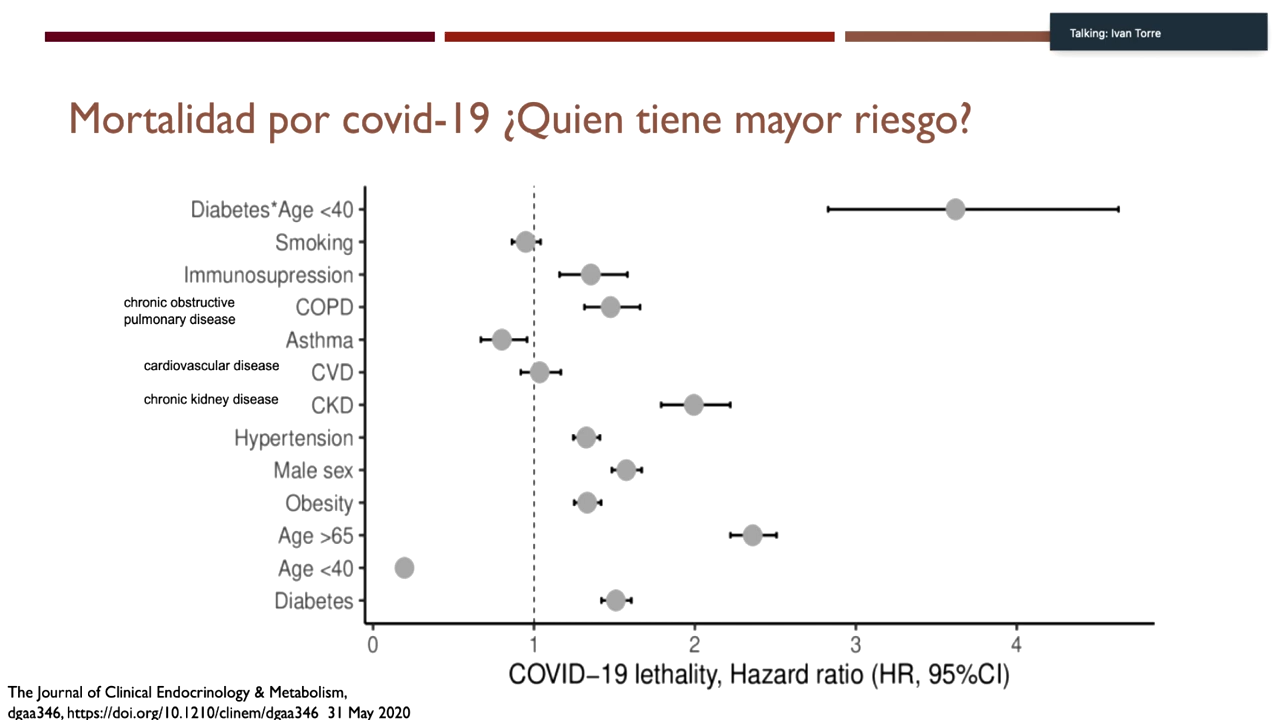 Talking: Ivan Torre
Mortalidad por covid-19 ¿Quien tiene mayor riesgo?
Diabetes*Age <40
Smoking
Immunosupression
chronic obstructive
pulmonary disease
COPD
Asthma
cardiovascular disease
CVD
chronic kidney disease
CKD
Hypertension
Male sex
Obesity
Age >65
Age <40
Diabetes
0 1 2 3 4
COVID–19 lethality, Hazard ratio (HR, 95%CI)
The Journal of Clinical Endocrinology & Metabolism,
dgaa346, https://doi.org/10.1210/clinem/dgaa346 31 May 2020